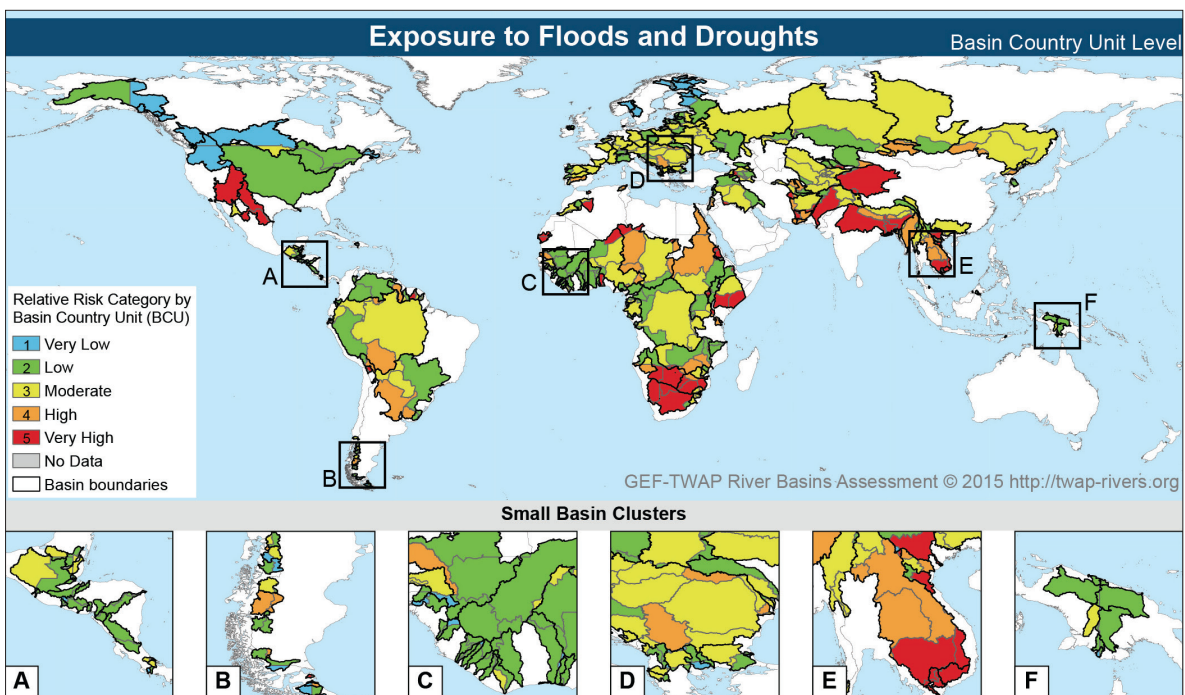 Exposure to Floods and Droughts
Basin Country Unit Level
A
B
C
D
E
F
Relative Risk Category by
Basin Country Unit (BCU)
1 Very Low
2 Low
3 Moderate
4 High
5 Very High
No Data
Basin boundaries
GEF-TWAP River Basins Assessment © 2015 http://twap-rivers.org
Small Basin Clusters
A
B
C
D
E
F